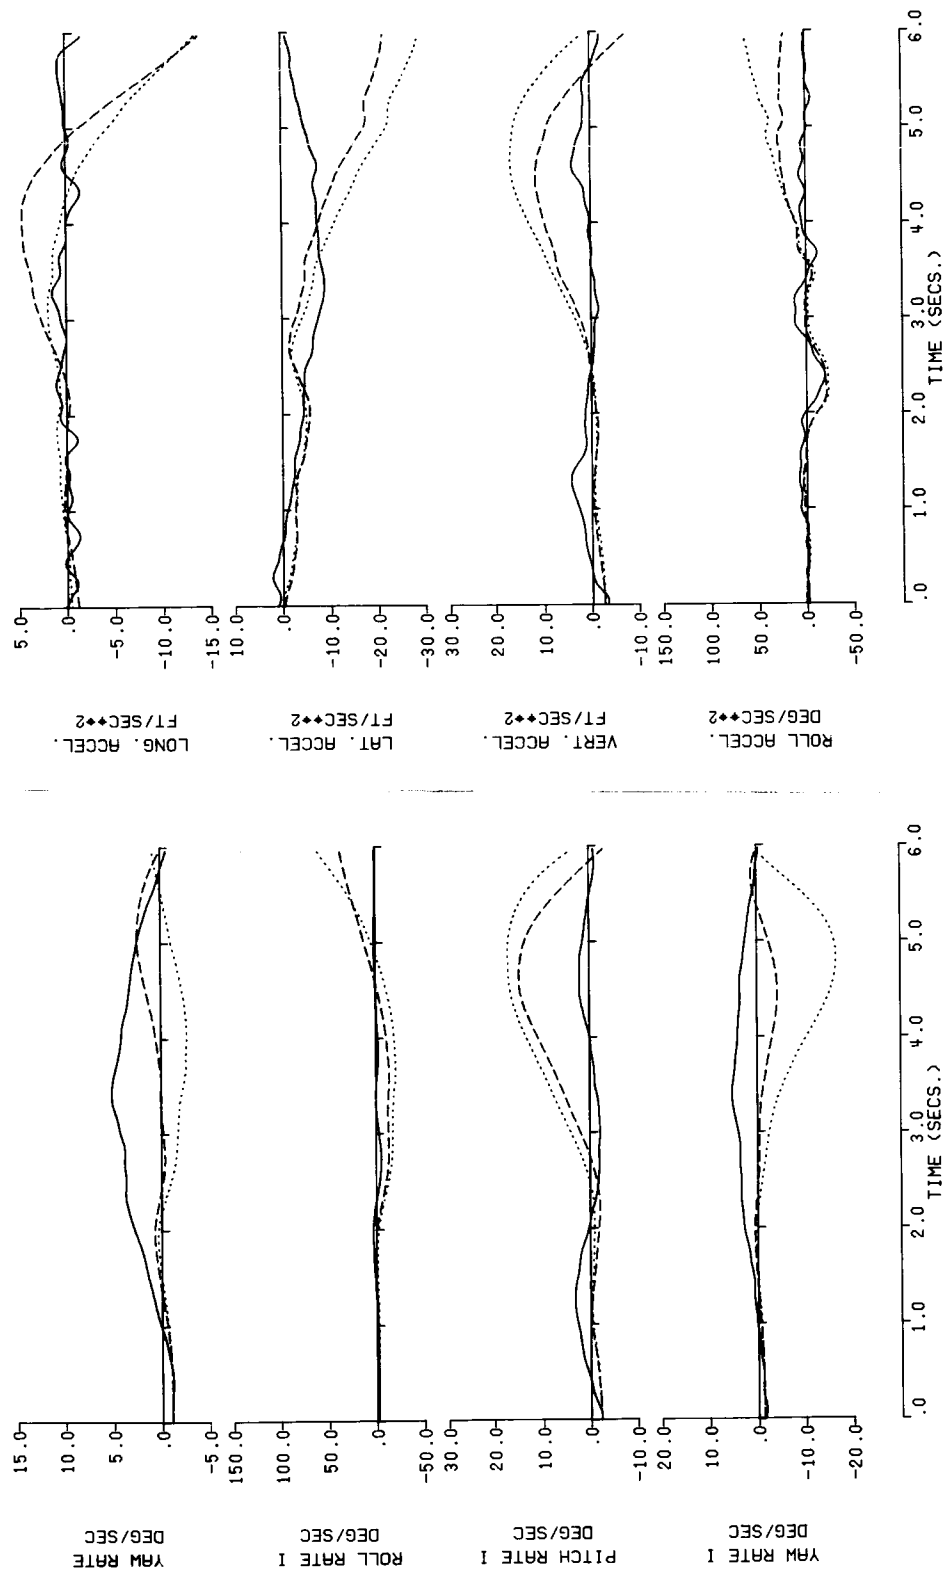 YAW RATE
DEG/SEC
15.0
10.0
5.0
.0
-5.0
ROLL RATE I
DEG/SEC
150.0
100.0
50.0
.0
-50.0
PITCH RATE I
DEG/SEC
30.0
20.0
10.0
.0
-10.0
YAW RATE I
DEG/SEC
20.0
10.0
.0
-10.0
-20.0
.0 1.0 2.0 3.0 4.0 5.0 6.0
TIME (SECS.)
LONG. ACCEL.
FT/SEC**2
5.0
.0
-5.0
-10.0
-15.0
LAT. ACCEL.
FT/SEC**2
10.0
.0
-10.0
-20.0
-30.0
VERT. ACCEL.
FT/SEC**2
30.0
20.0
10.0
.0
-10.0
ROLL ACCEL.
DEG/SEC**2
150.0
100.0
50.0
.0
-50.0
.0 1.0 2.0 3.0 4.0 5.0 6.0
TIME (SECS.)